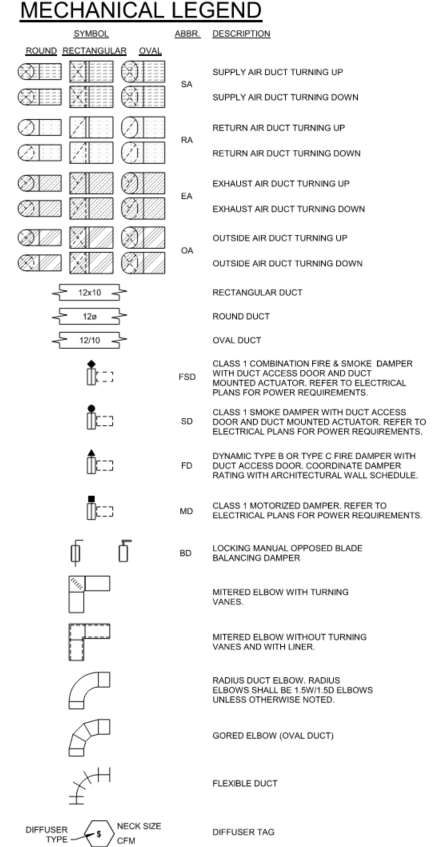 MECHANICAL LEGEND
SYMBOL ABBR. DESCRIPTION
ROUND RECTANGULAR OVAL
SUPPLY AIR DUCT TURNING UP
SA
SUPPLY AIR DUCT TURNING DOWN
RETURN AIR DUCT TURNING UP
RA
RETURN AIR DUCT TURNING DOWN
EXHAUST AIR DUCT TURNING UP
EA
EXHAUST AIR DUCT TURNING DOWN
OUTSIDE AIR DUCT TURNING UP
OA
OUTSIDE AIR DUCT TURNING DOWN
12x10 RECTANGULAR DUCT
12ø ROUND DUCT
12/10 OVAL DUCT
CLASS 1 COMBINATION FIRE & SMOKE DAMPER
WITH DUCT ACCESS DOOR AND DUCT
FSD MOUNTED ACTUATOR. REFER TO ELECTRICAL
PLANS FOR POWER REQUIREMENTS.
CLASS 1 SMOKE DAMPER WITH DUCT ACCESS
SD DOOR AND DUCT MOUNTED ACTUATOR. REFER TO
ELECTRICAL PLANS FOR POWER REQUIREMENTS.
DYNAMIC TYPE B OR TYPE C FIRE DAMPER WITH
FD DUCT ACCESS DOOR. COORDINATE DAMPER
RATING WITH ARCHITECTURAL WALL SCHEDULE.
CLASS 1 MOTORIZED DAMPER. REFER TO
MD ELECTRICAL PLANS FOR POWER REQUIREMENTS.
LOCKING MANUAL OPPOSED BLADE
BD BALANCING DAMPER
MITERED ELBOW WITH TURNING
VANES.
MITERED ELBOW WITHOUT TURNING
VANES AND WITH LINER.
RADIUS DUCT ELBOW. RADIUS
ELBOWS SHALL BE 1.5W/1.5D ELBOWS
UNLESS OTHERWISE NOTED.
GORED ELBOW (OVAL DUCT)
FLEXIBLE DUCT
DIFFUSER TYPE $ NECK SIZE CFM DIFFUSER TAG